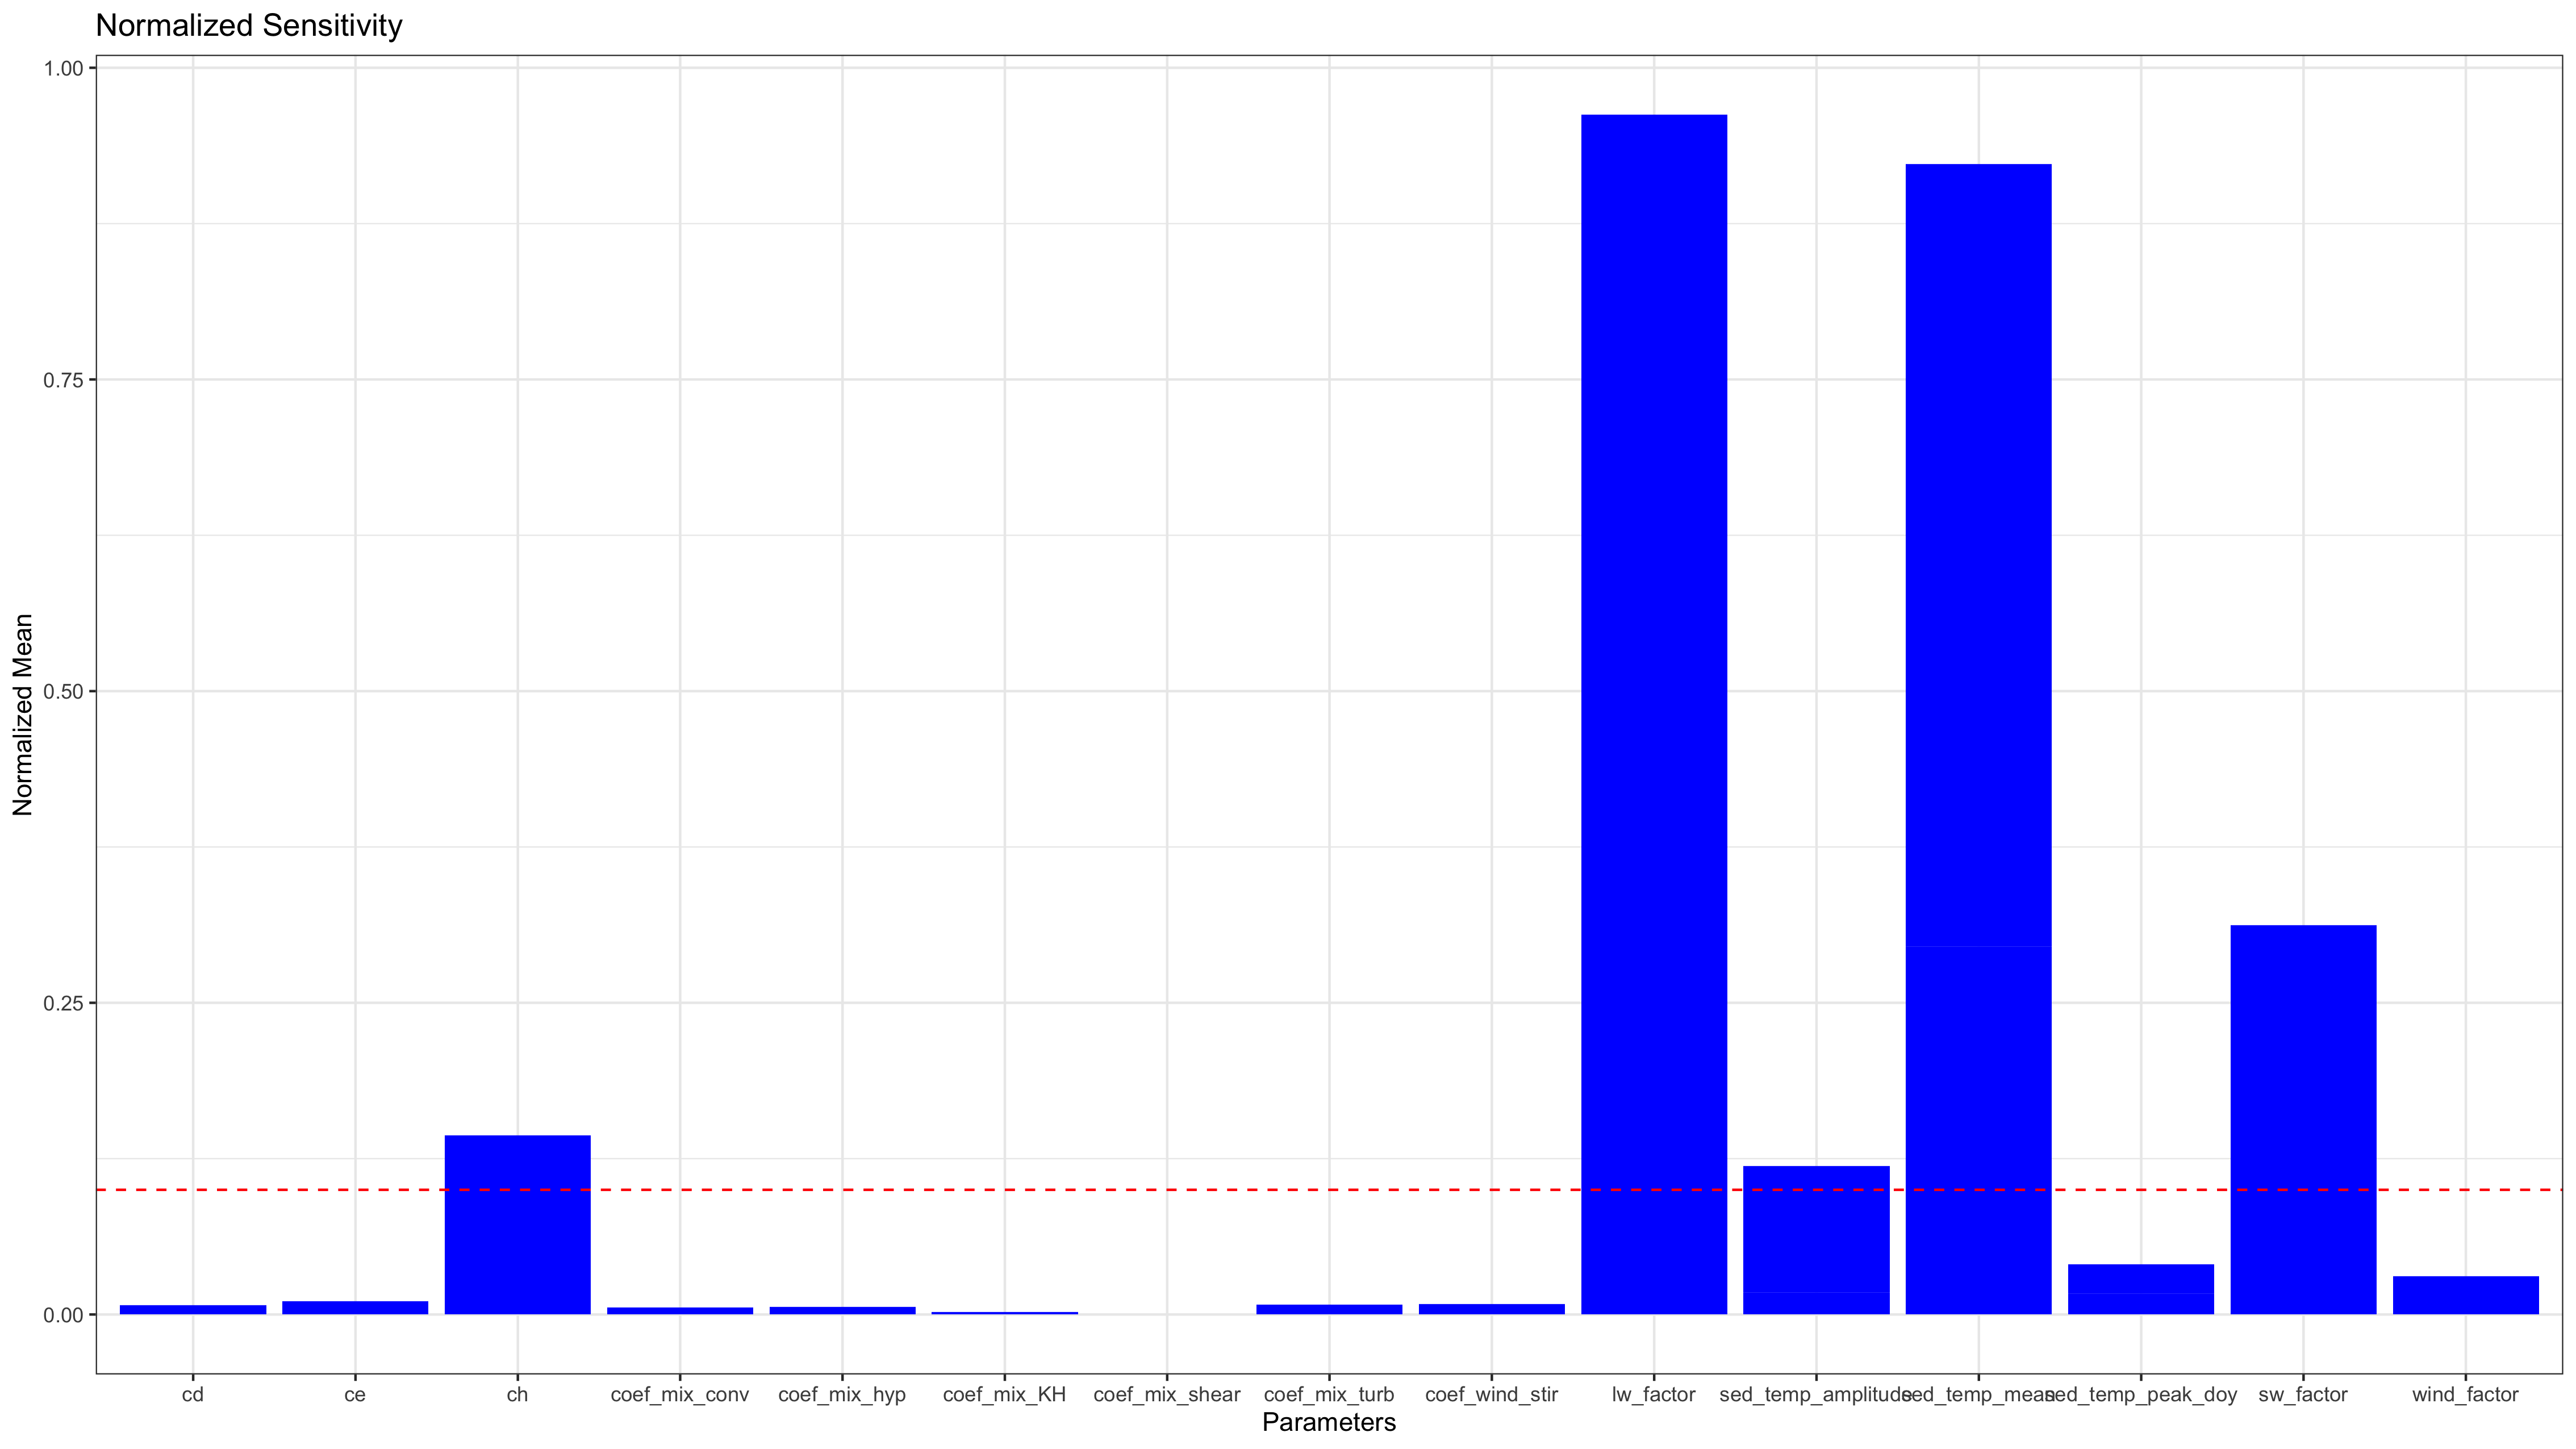 Normalized Sensitivity
1.00
0.75
0.50
0.25
0.00
Normalized Mean
cd ce ch coef_mix_conv coef_mix_hyp coef_mix_KH coef_mix_shear coef_mix_turb coef_wind_stir lw_factor sed_temp_amplitude sed_temp_mean sed_temp_peak_doy sw_factor wind_factor
Parameters